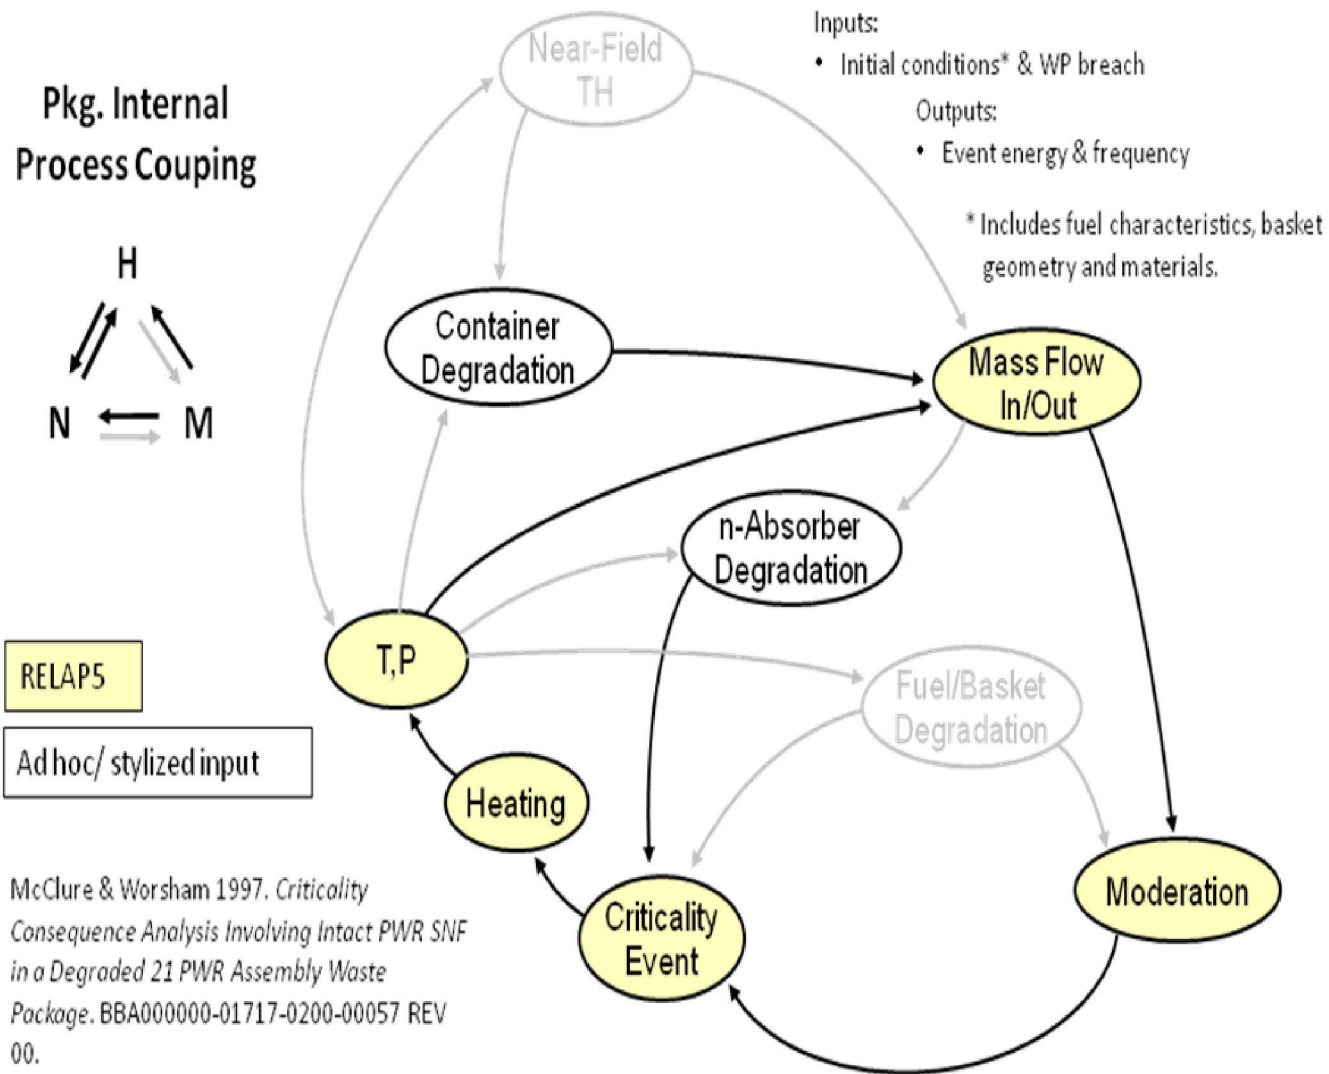 Near-Field
TH
Inputs:
• Initial conditions* & WP breach
Outputs:
• Event energy & frequency
* Includes fuel characteristics, basket
geometry and materials.
Pkg. Internal
Process Couping
H
N
M
Container
Degradation
Mass Flow
In/Out
n-Absorber
Degradation
T,P
Fuel/Basket
Degradation
RELAP5
Ad hoc/ stylized input
Heating
Moderation
Criticality
Event
McClure & Worsham 1997. Criticality
Consequence Analysis Involving Intact PWR SNF
in a Degraded 21 PWR Assembly Waste
Package. BBA000000-01717-0200-00057 REV
00.